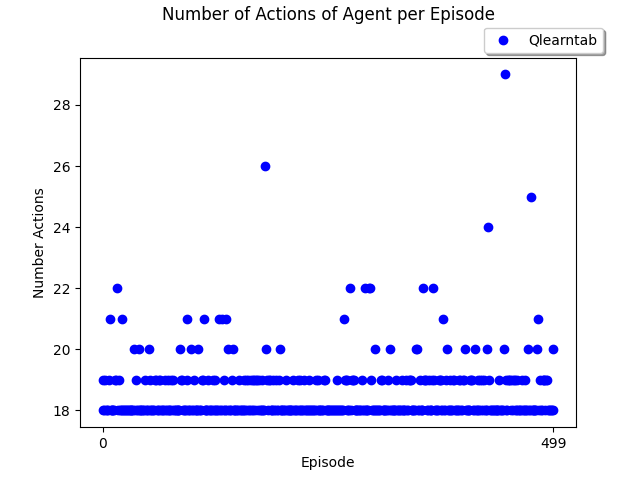 Number of Actions of Agent per Episode
Qlearntab
28
26
24
22
20
18
Number Actions
0
499
Episode